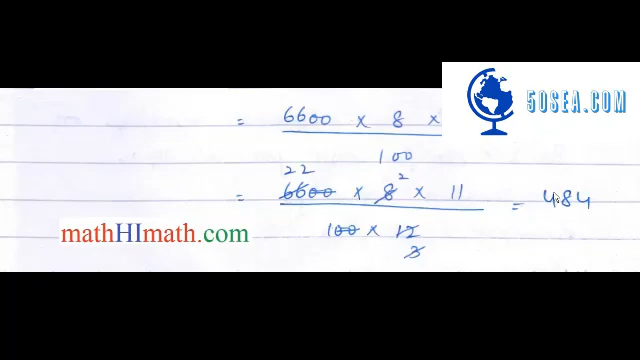 50SEA.COM
= 6600 × 8 ×
100
22 2
= 6600 × 8 × 11 = 484
100 × 12
3
mathHImath.com